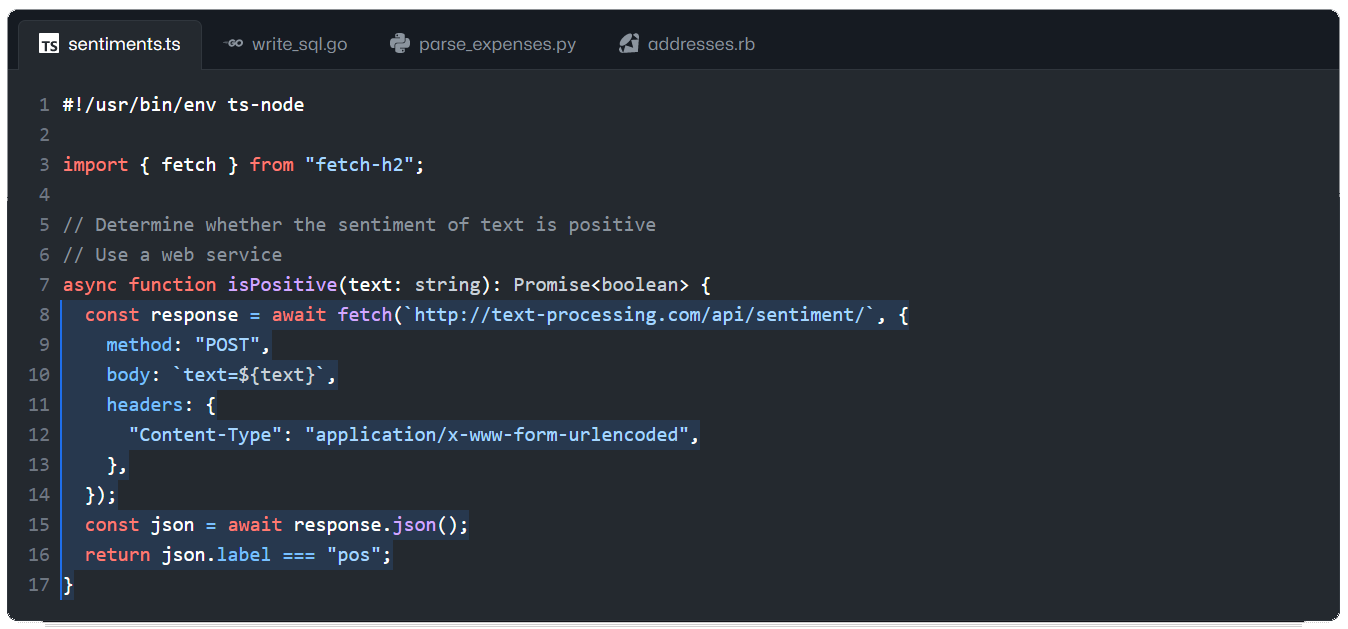 TS sentiments.ts GO write_sql.go parse_expenses.py addresses.rb
1 #!/usr/bin/env ts-node
2
3 import { fetch } from "fetch-h2";
4
5 // Determine whether the sentiment of text is positive
6 // Use a web service
7 async function isPositive(text: string): Promise<boolean> {
8   const response = await fetch(`http://text-processing.com/api/sentiment/`, {
9     method: "POST",
10     body: `text=${text}`,
11     headers: {
12       "Content-Type": "application/x-www-form-urlencoded",
13     },
14   });
15   const json = await response.json();
16   return json.label === "pos";
17 }